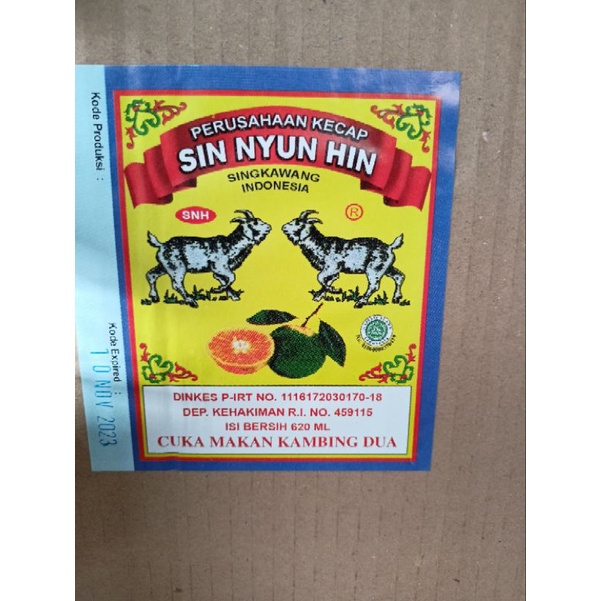 PERUSAHAAN KECAP
SIN NYUN HIN
SINGKAWANG
INDONESIA
SNH
®
DINKES P-IRT NO. 1116172030170-18
DEP. KEHAKIMAN R.I. NO. 459115
ISI BERSIH 620 ML
CUKA MAKAN KAMBING DUA
Kode Produksi :
Kode Expired :
10 NOV 2023